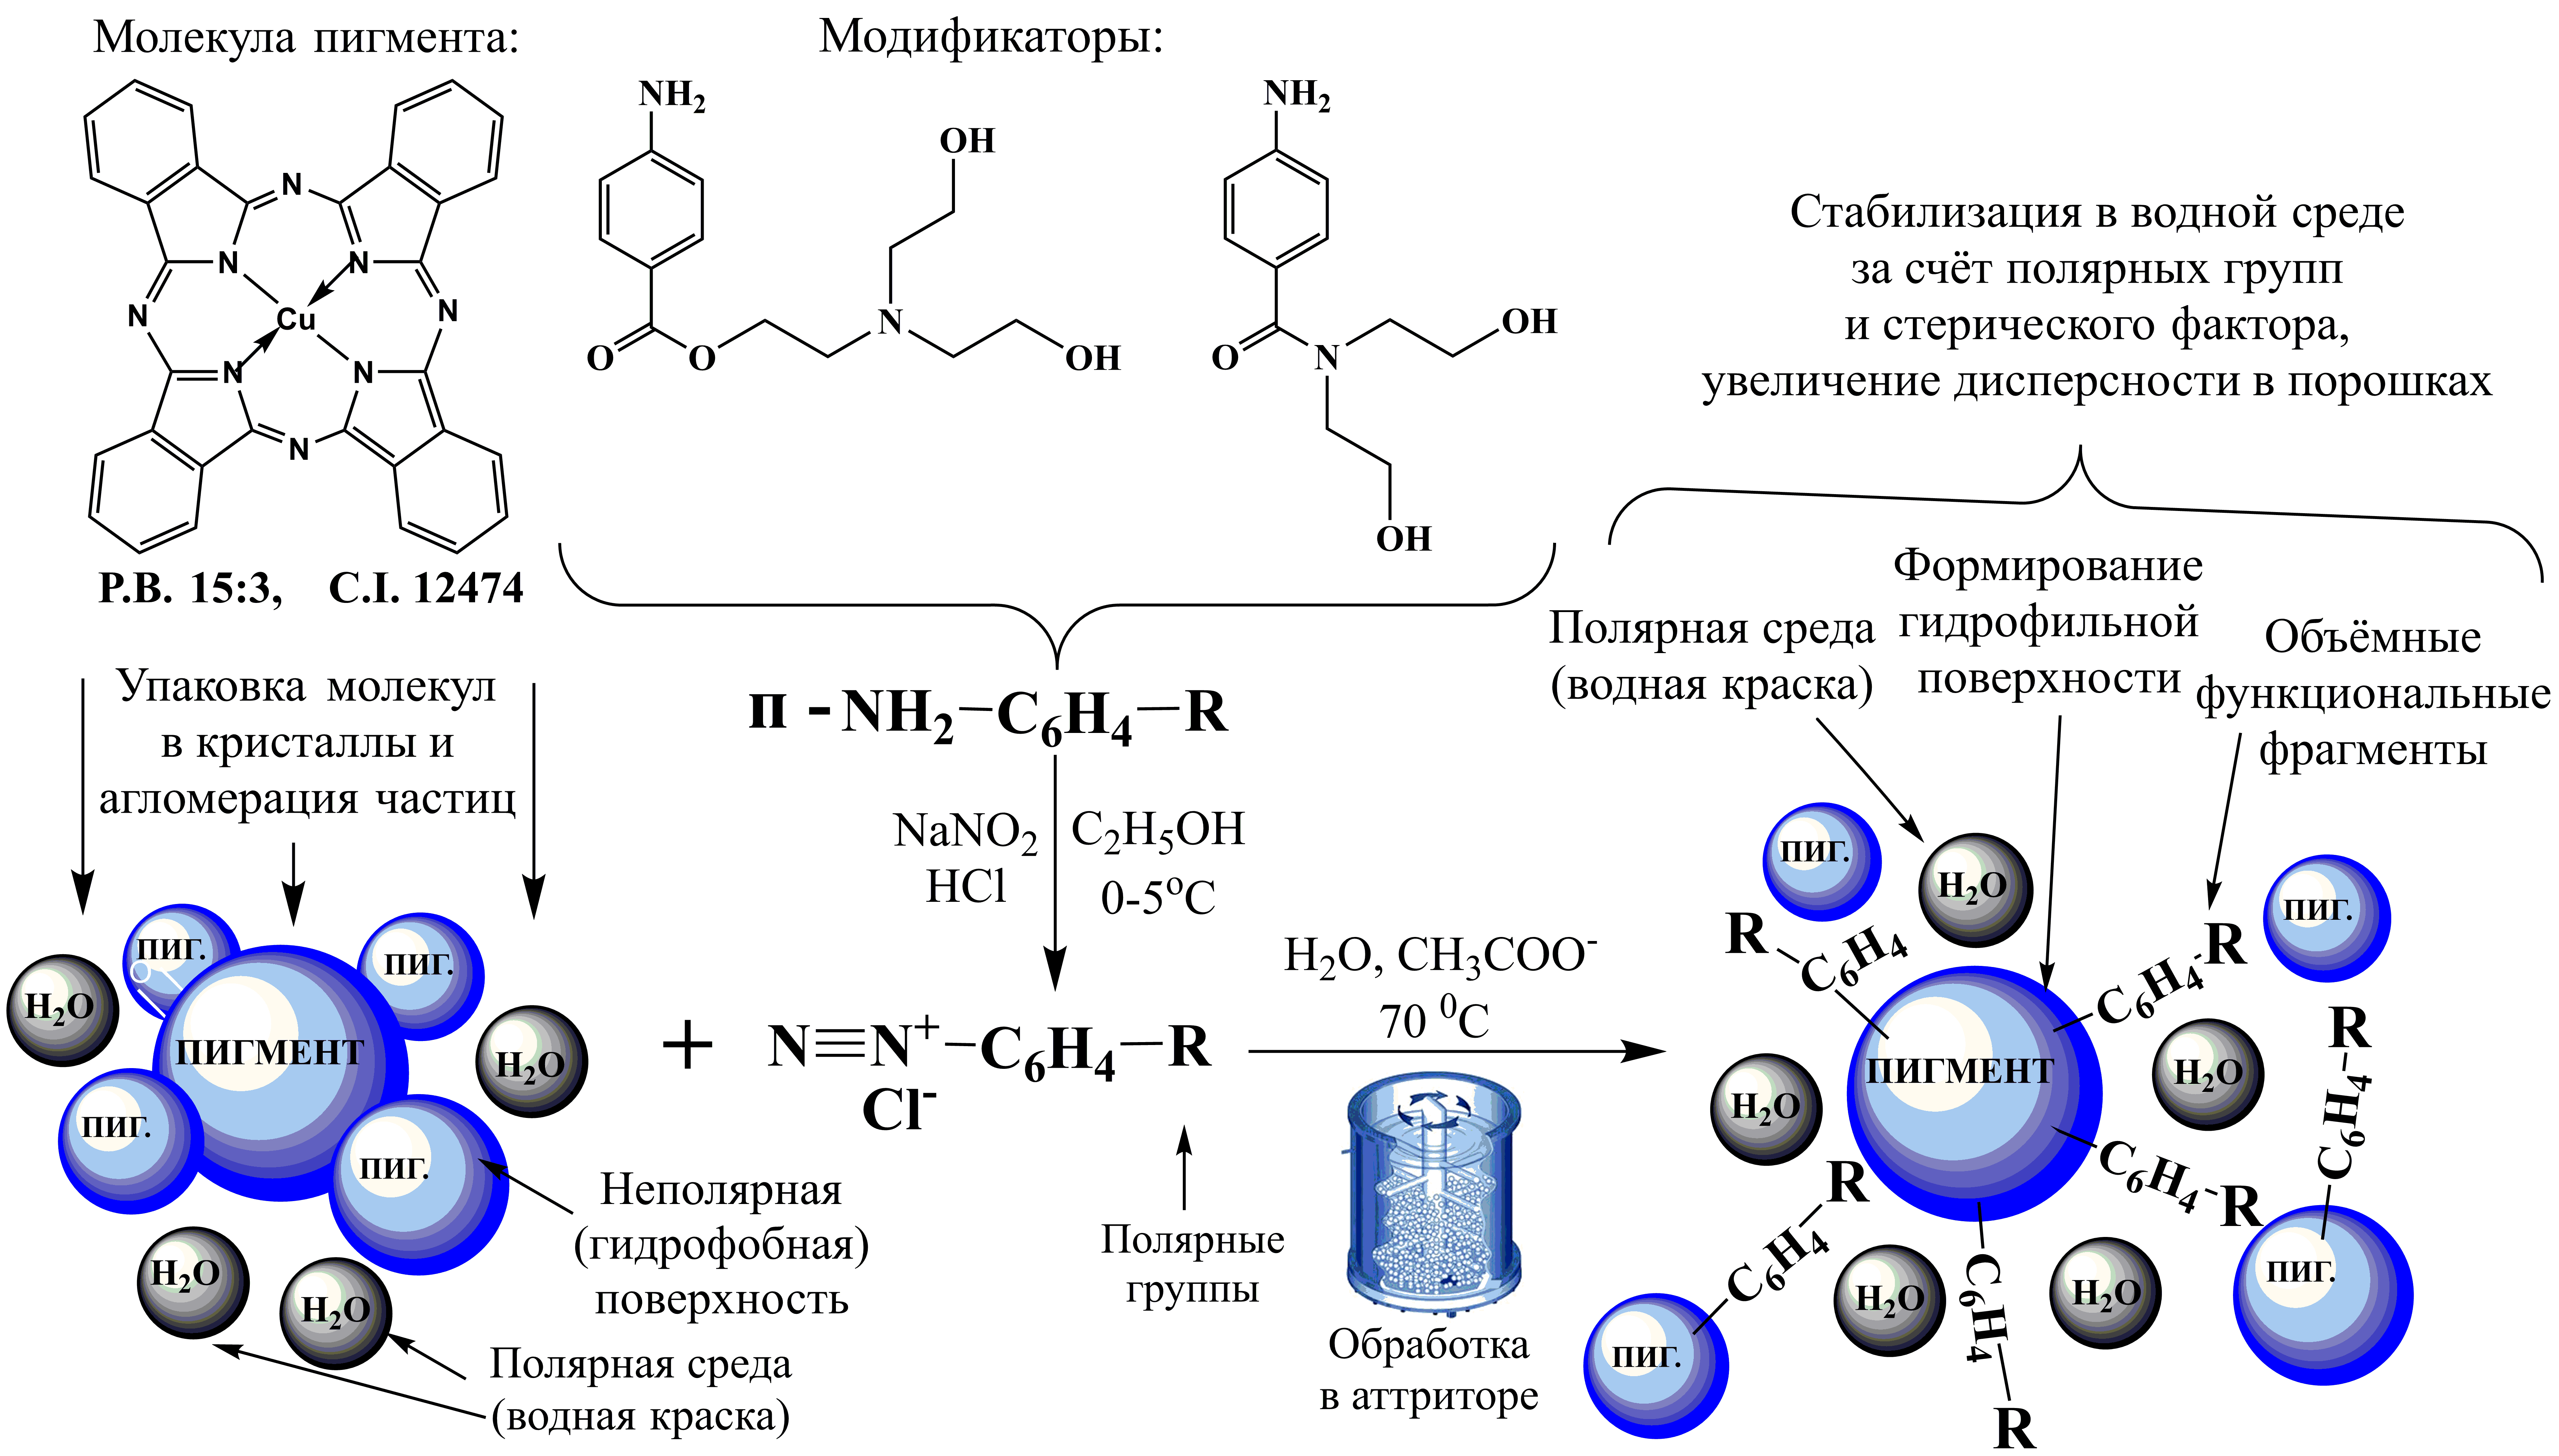 Молекула пигмента:
Модификаторы:
N
N
N
N
N
N
N
N
Cu
P.B. 15:3, C.I. 12474
NH2
OH
N
O
O
OH
NH2
O
N
OH
OH
Стабилизация в водной среде
за счёт полярных групп
и стерического фактора,
увеличение дисперсности в порошках
Упаковка молекул
в кристаллы и
агломерация частиц
п - NH2—C6H4—R
NaNO2
HCl
C2H5OH
0-5oC
Полярная среда
(водная краска)
Формирование
гидрофильной
поверхности
Объёмные
функциональные
фрагменты
ПИГ.
ПИГ.
H2O
ПИГМЕНТ
H2O
ПИГ.
ПИГ.
H2O
H2O
O
Неполярная
(гидрофобная)
поверхность
Полярная среда
(водная краска)
+
N≡N+—C6H4—R
Cl-
Полярные
группы
H2O, CH3COO-
70 0C
Обработка
в аттриторе
ПИГ.
H2O
ПИГ.
R
C6H4
C6H4
R
R
C6H4
ПИГМЕНТ
H2O
H2O
R
C6H4
C6H4
R
ПИГ.
H2O
H2O
C6H4
R
ПИГ.